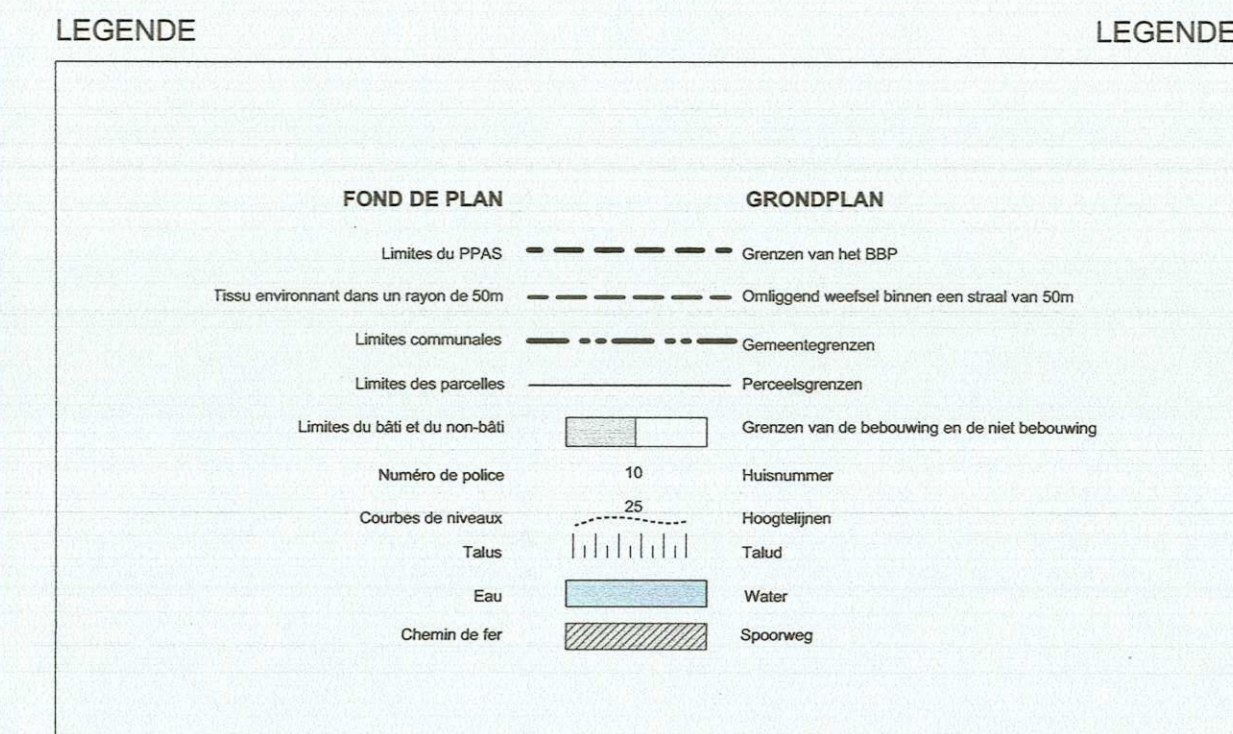 LEGENDE LEGENDE
FOND DE PLAN GRONDPLAN
Limites du PPAS Grenzen van het BBP
Tissu environnant dans un rayon de 50m Omliggend weefsel binnen een straal van 50m
Limites communales Gemeentegrenzen
Limites des parcelles Perceelsgrenzen
Limites du bâti et du non-bâti Grenzen van de bebouwing en de niet bebouwing
Numéro de police 10 Huisnummer
Courbes de niveaux 25 Hoogtelijnen
Talus Talud
Eau Water
Chemin de fer Spoorweg